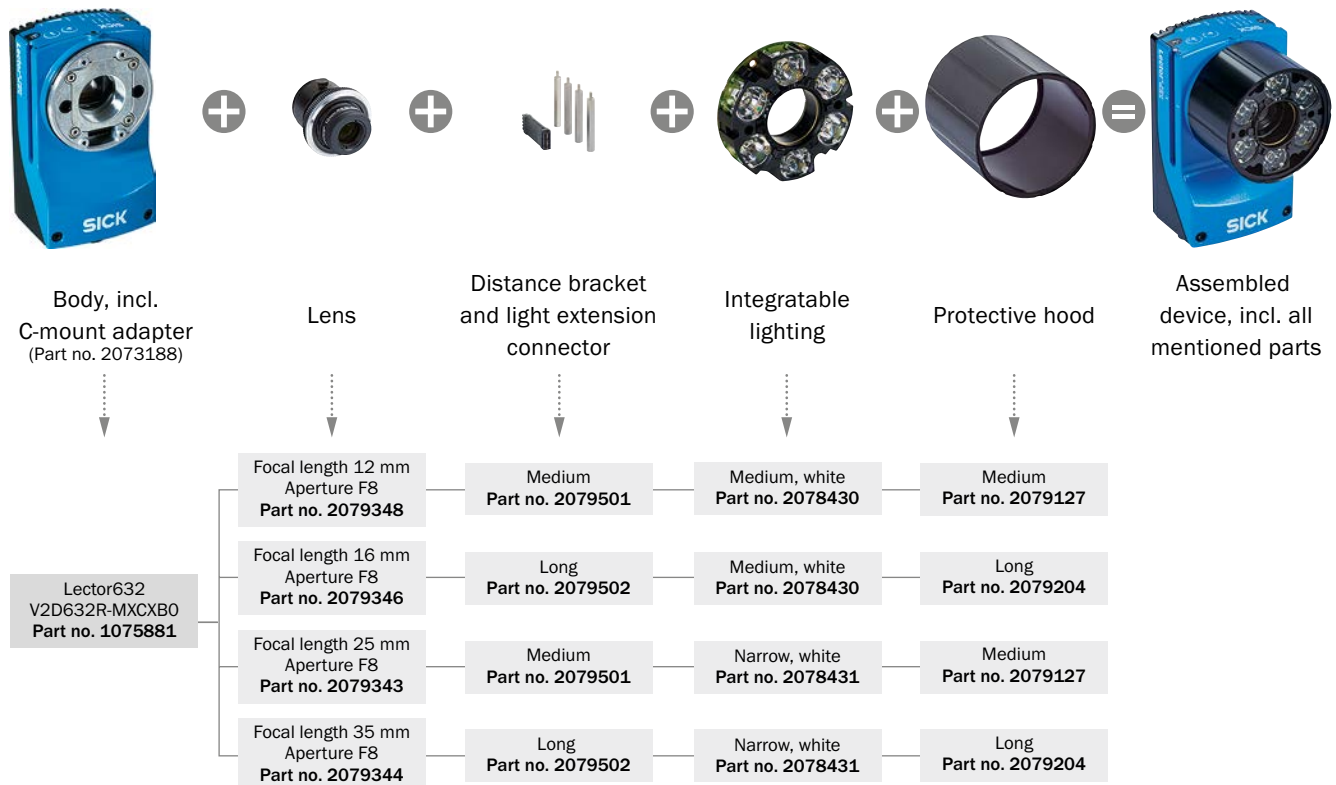 SICK
SICK
Body, incl.
C-mount adapter
(Part no. 2073188)
Lens
Distance bracket
and light extension
connector
Integratable
lighting
Protective hood
Assembled
device, incl. all
mentioned parts
Lector632
V2D632R-MXCXB0
Part no. 1075881
Focal length 12 mm
Aperture F8
Part no. 2079348
Medium
Part no. 2079501
Medium, white
Part no. 2078430
Medium
Part no. 2079127
Focal length 16 mm
Aperture F8
Part no. 2079346
Long
Part no. 2079502
Medium, white
Part no. 2078430
Long
Part no. 2079204
Focal length 25 mm
Aperture F8
Part no. 2079343
Medium
Part no. 2079501
Narrow, white
Part no. 2078431
Medium
Part no. 2079127
Focal length 35 mm
Aperture F8
Part no. 2079344
Long
Part no. 2079502
Narrow, white
Part no. 2078431
Long
Part no. 2079204